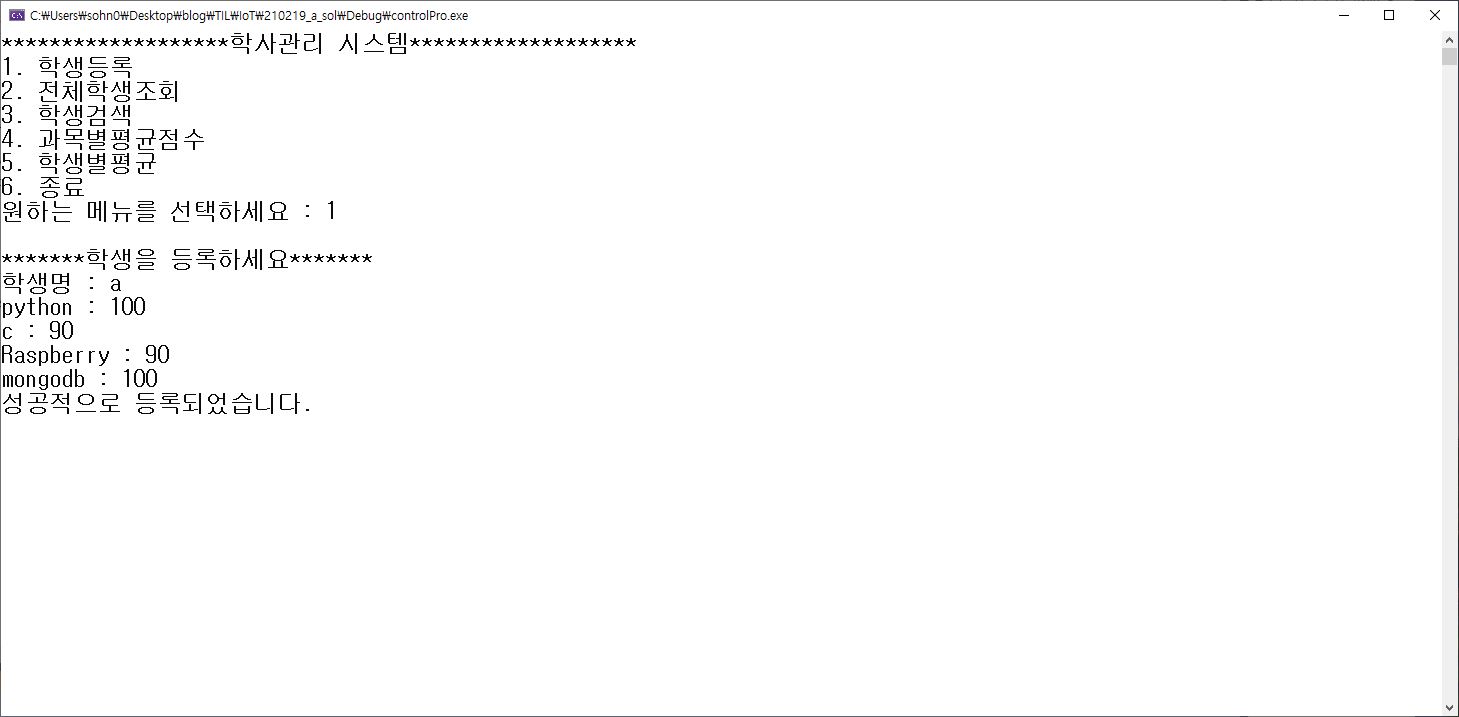 C:₩Users₩sohn0₩Desktop₩blog₩TIL₩IoT₩210219_a_sol₩Debug₩controlPro.exe
*******************학사관리 시스템*******************
1. 학생등록
2. 전체학생조회
3. 학생검색
4. 과목별평균점수
5. 학생별평균
6. 종료
원하는 메뉴를 선택하세요 : 1
*******학생을 등록하세요*******
학생명 : a
python : 100
c : 90
Raspberry : 90
mongodb : 100
성공적으로 등록되었습니다.